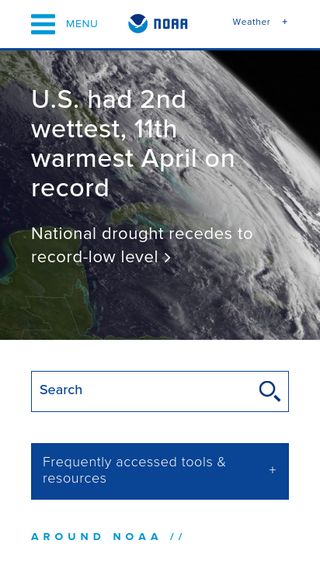 MENU
NOAA
Weather +
U.S. had 2nd
wettest, 11th
warmest April on
record
National drought recedes to
record-low level >
Search
Frequently accessed tools &
resources
+
AROUND NOAA //